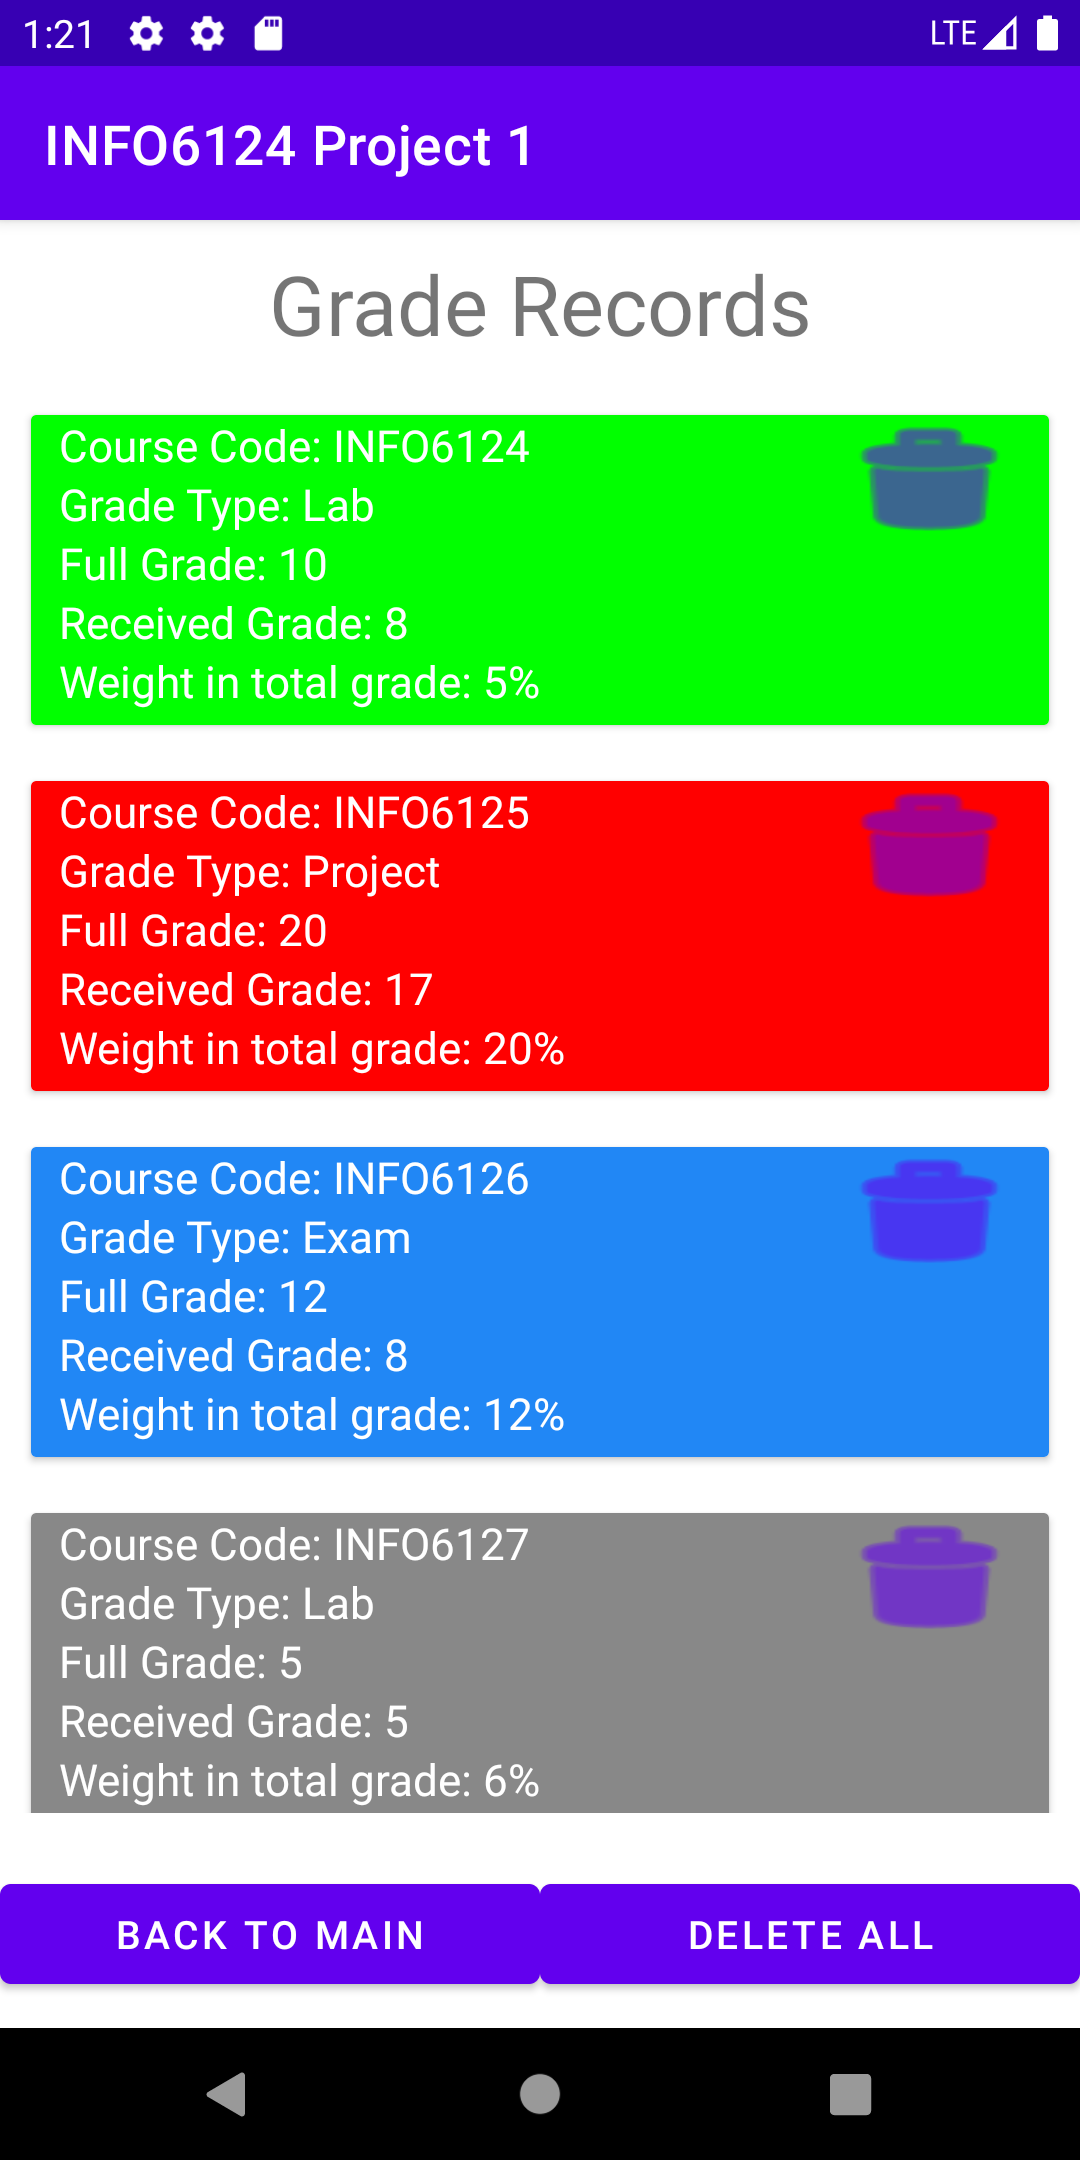 1:21
LTE
INFO6124 Project 1
Grade Records
Course Code: INFO6124
Grade Type: Lab
Full Grade: 10
Received Grade: 8
Weight in total grade: 5%
Course Code: INFO6125
Grade Type: Project
Full Grade: 20
Received Grade: 17
Weight in total grade: 20%
Course Code: INFO6126
Grade Type: Exam
Full Grade: 12
Received Grade: 8
Weight in total grade: 12%
Course Code: INFO6127
Grade Type: Lab
Full Grade: 5
Received Grade: 5
Weight in total grade: 6%
BACK TO MAIN
DELETE ALL